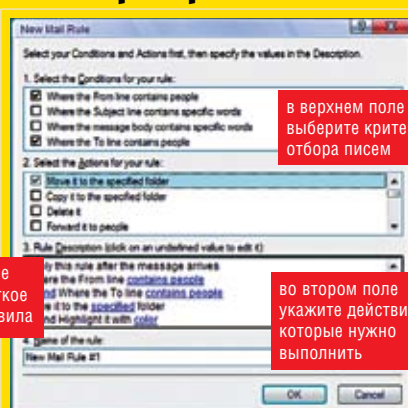 New Mail Rule
Select your Conditions and Actions first, then specify the values in the Description.
1. Select the Conditions for your rule:
Where the From line contains people
Where the Subject line contains specific words
Where the message body contains specific words
Where the To line contains people
в верхнем поле
выберите крите
отбора писем
2. Select the Actions for your rule:
Move it to the specified folder
Copy it to the specified folder
Delete it
Forward it to people
3. Rule Description (click on an undefined value to edit it):
ly this rule after the message arrives
ere the From line contains people
nd Where the To line contains people
e it to the specified folder
nd Highlight it with color
е
кое
вила
во втором поле
укажите действи
которые нужно
выполнить
4. Name of the rule:
New Mail Rule #1
OK Cancel